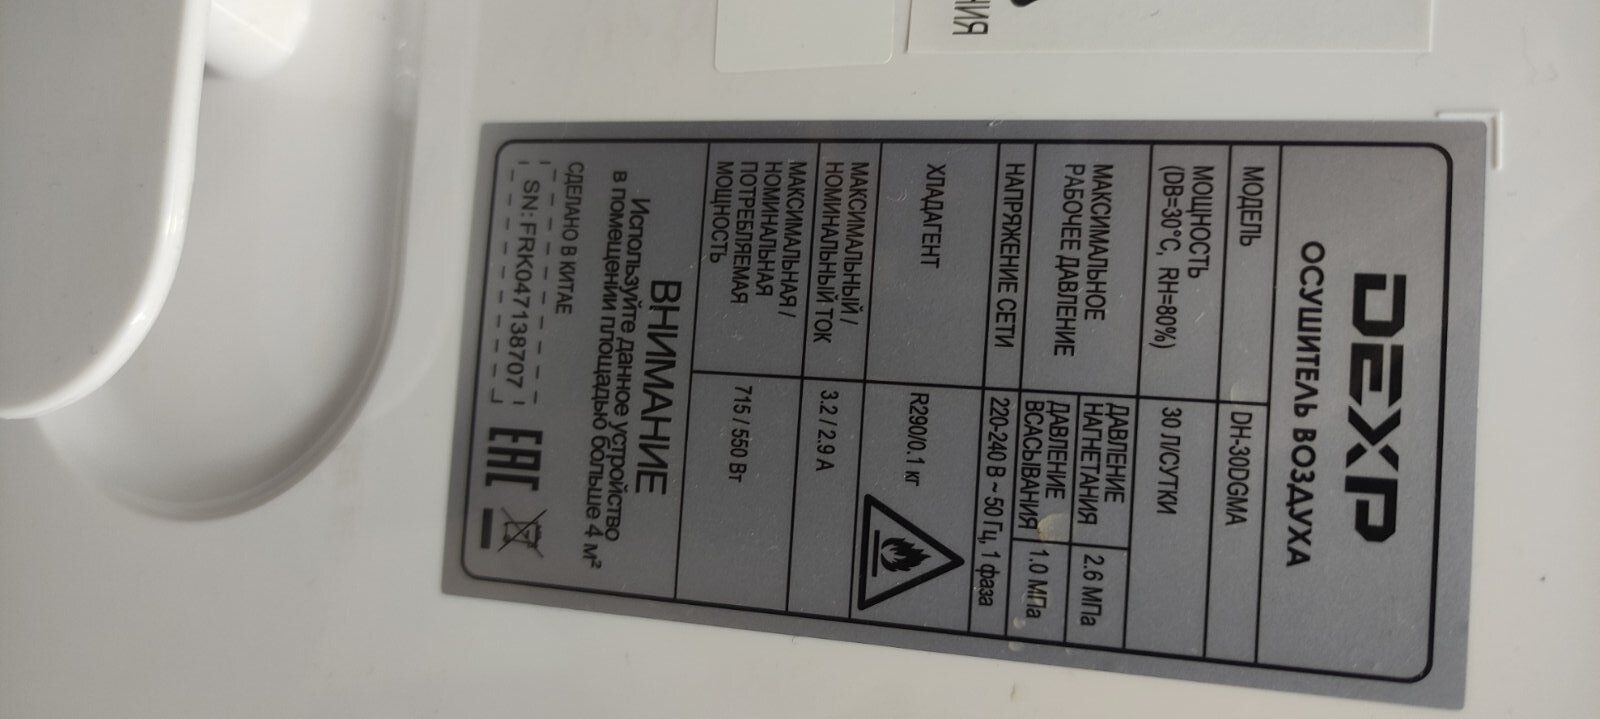 НИЯ
DEXP
ОСУШИТЕЛЬ ВОЗДУХА
МОДЕЛЬ DH-30DGMA
МОЩНОСТЬ
(DB=30°C, RH=80%) 30 Л/СУТКИ
МАКСИМАЛЬНОЕ
РАБОЧЕЕ ДАВЛЕНИЕ
ДАВЛЕНИЕ
НАГНЕТАНИЯ 2.6 МПа
ДАВЛЕНИЕ
ВСАСЫВАНИЯ 1.0 МПа
НАПРЯЖЕНИЕ СЕТИ 220-240 В ~ 50 Гц, 1 фаза
ХЛАДАГЕНТ R290/0.1 кг
МАКСИМАЛЬНЫЙ /
НОМИНАЛЬНЫЙ ТОК 3.2 / 2.9 А
МАКСИМАЛЬНАЯ /
НОМИНАЛЬНАЯ
ПОТРЕБЛЯЕМАЯ
МОЩНОСТЬ 715 / 550 Вт
ВНИМАНИЕ
Используйте данное устройство
в помещении площадью больше 4 м²
СДЕЛАНО В КИТАЕ
SN:FRK047138707
EAC